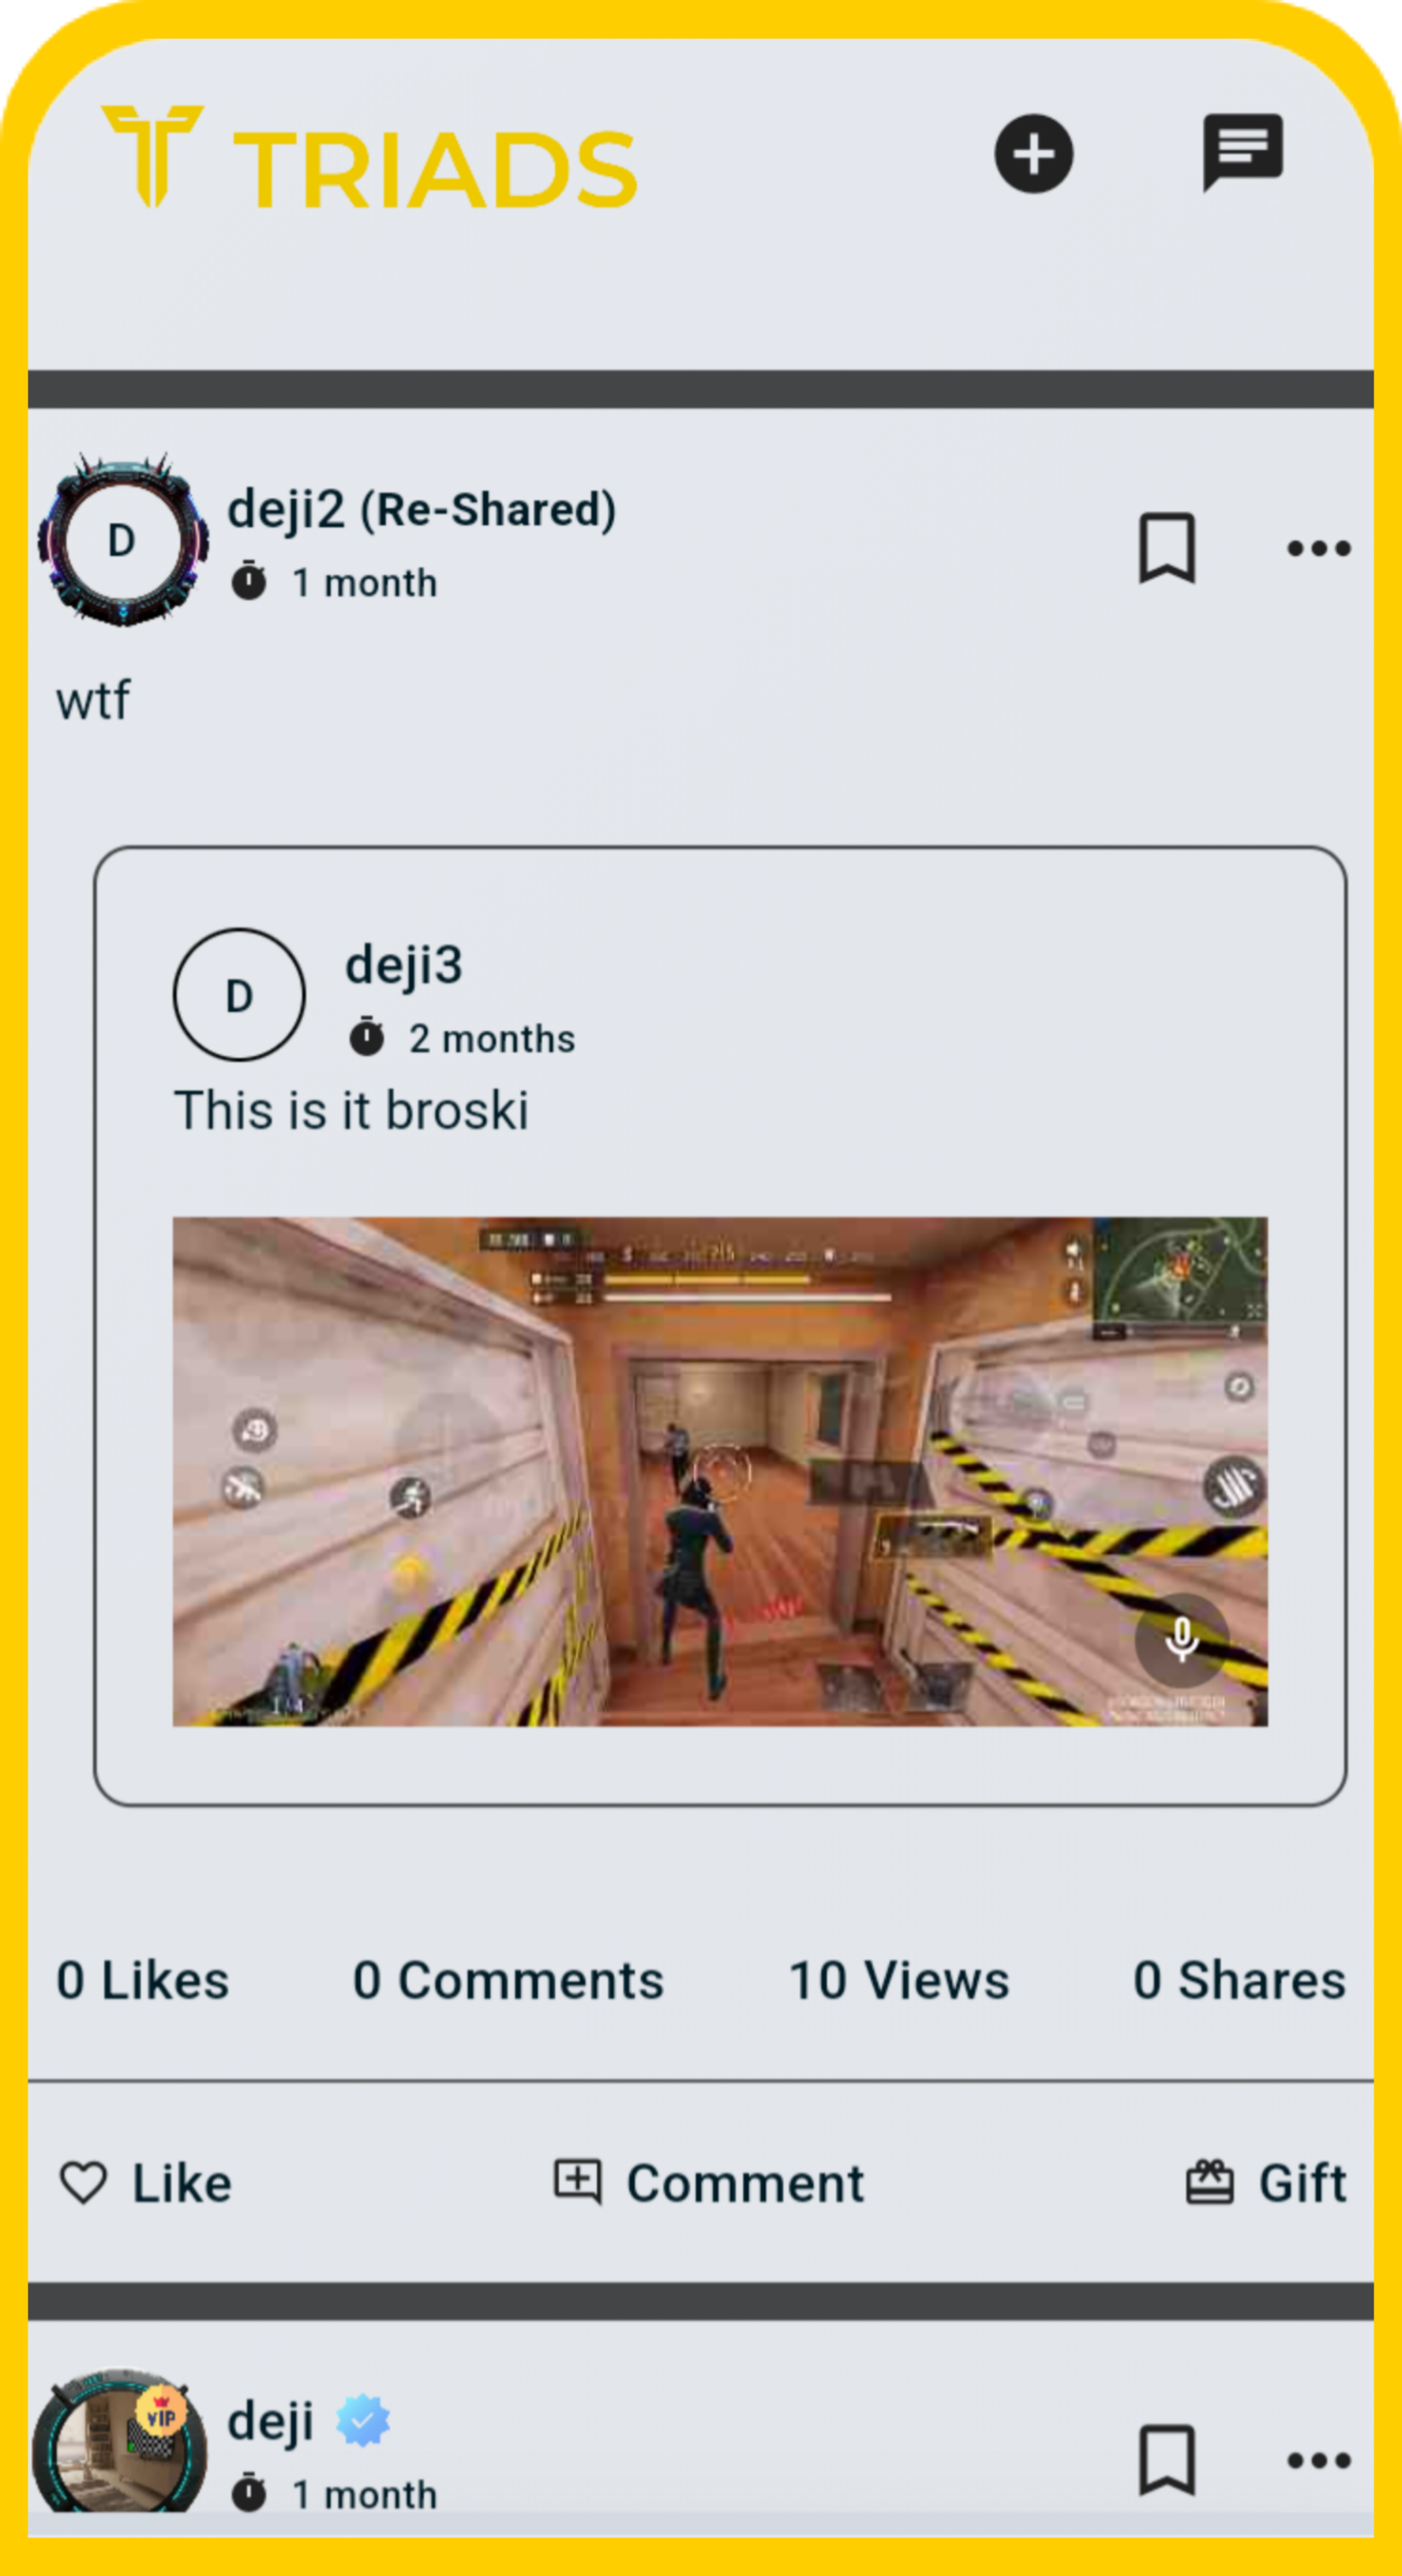 TRIADS
D
deji2 (Re-Shared)
1 month
wtf
D
deji3
2 months
This is it broski
0 Likes 0 Comments 10 Views 0 Shares
Like Comment Gift
VIP
deji
1 month